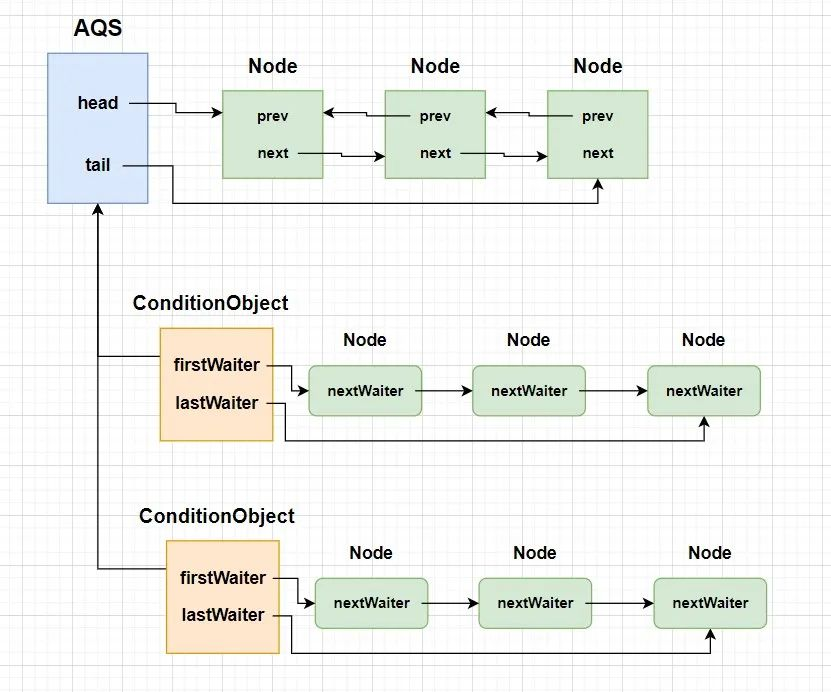 AQS
Node Node Node
head
prev prev prev
next next next
tail
ConditionObject
Node Node Node
firstWaiter
nextWaiter nextWaiter nextWaiter
lastWaiter
ConditionObject
Node Node Node
firstWaiter
nextWaiter nextWaiter nextWaiter
lastWaiter